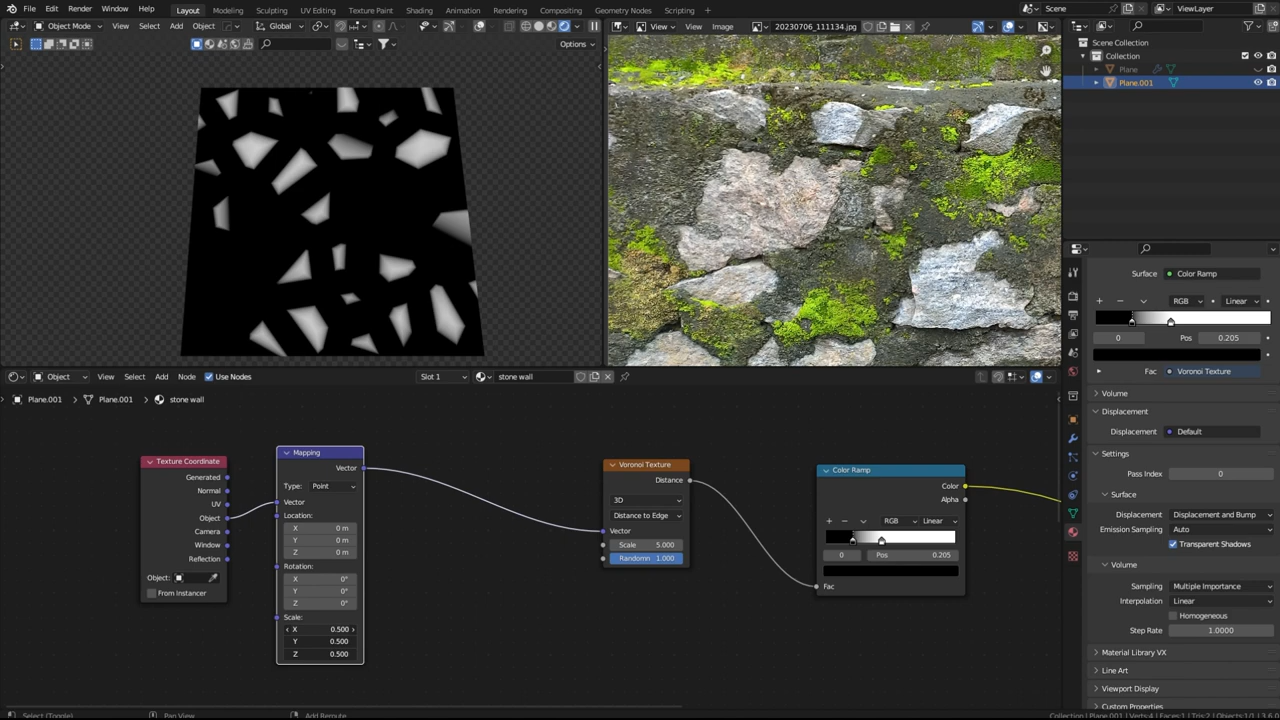 File Edit Render Window Help Layout Modeling Sculpting UV Editing Texture Paint Shading Animation Rendering Compositing Geometry Nodes Scripting + Scene ViewLayer
Object Mode View Select Add Object Global
Options
View View Image 20230706_111134.jpg
Scene Collection
Collection
Plane
Plane.001
Surface Color Ramp
RGB Linear
0 Pos 0.205
Fac Voronoi Texture
Volume
Displacement
Displacement Default
Settings
Pass Index 0
Surface
Displacement Displacement and Bump
Emission Sampling Auto
Transparent Shadows
Volume
Sampling Multiple Importance
Interpolation Linear
Homogeneous
Step Rate 1.0000
Material Library VX
Line Art
Viewport Display
Custom Properties
Object View Select Add Node Use Nodes Slot 1 stone wall
Plane.001 Plane.001 stone wall
Texture Coordinate
Generated
Normal
UV
Object
Camera
Window
Reflection
Object:
From Instancer
Mapping
Vector
Type: Point
Vector
Location:
X 0 m
Y 0 m
Z 0 m
Rotation:
X 0°
Y 0°
Z 0°
Scale:
X 0.500
Y 0.500
Z 0.500
Voronoi Texture
Distance
3D
Distance to Edge
Vector
Scale 5.000
Randomn 1.000
Color Ramp
Color
Alpha
RGB Linear
0 Pos 0.205
Fac
Select (Toggle) Pan View Add Reroute